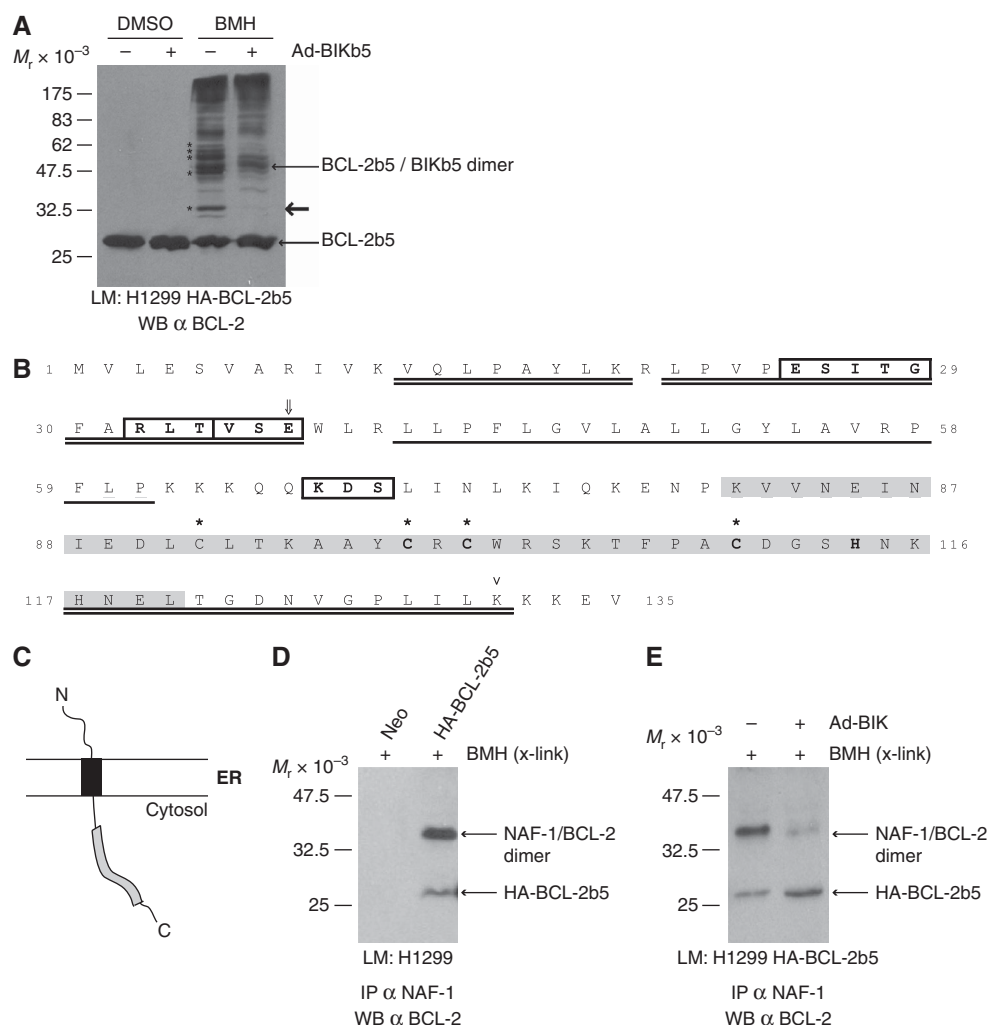 A
DMSO BMH
Mr × 10−3 − + − + Ad-BIKb5
175
83
62
47.5
32.5
25
*
*
*
*
*
BCL-2b5 / BIKb5 dimer
BCL-2b5
LM: H1299 HA-BCL-2b5
WB α BCL-2
B
1 M V L E S V A R I V K V Q L P A Y L K R L P V P E S I T G 29
⇓
30 F A R L T V S E W L R L L P F L G V L A L L G Y L A V R P 58
59 F L P K K K Q Q K D S L I N L K I Q K E N P K V V N E I N 87
* * * *
88 I E D L C L T K A A Y C R C W R S K T F P A C D G S H N K 116
v
117 H N E L T G D N V G P L I L K K K E V 135
C
N
ER
Cytosol
C
D
Neo HA-BCL-2b5
+ + BMH (x-link)
Mr × 10−3
47.5
32.5
25
NAF-1/BCL-2
dimer
HA-BCL-2b5
LM: H1299
IP α NAF-1
WB α BCL-2
E
− + Ad-BIK
Mr × 10−3
+ + BMH (x-link)
47.5
32.5
25
NAF-1/BCL-2
dimer
HA-BCL-2b5
LM: H1299 HA-BCL-2b5
IP α NAF-1
WB α BCL-2